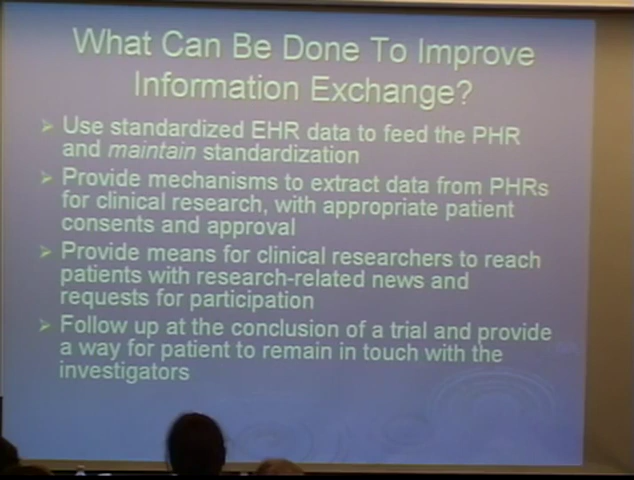 What Can Be Done To Improve
Information Exchange?
➢ Use standardized EHR data to feed the PHR
and maintain standardization
➢ Provide mechanisms to extract data from PHRs
for clinical research, with appropriate patient
consents and approval
➢ Provide means for clinical researchers to reach
patients with research-related news and
requests for participation
➢ Follow up at the conclusion of a trial and provide
a way for patient to remain in touch with the
investigators